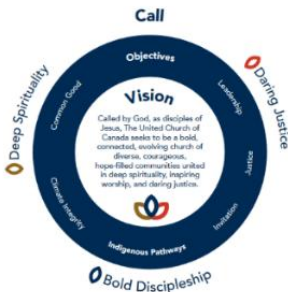 Call
Deep Spirituality
Daring Justice
Bold Discipleship
Objectives
Leadership
Justice
Invitation
Indigenous Pathways
Climate Integrity
Common Good
Vision
Called by God, as disciples of
Jesus, The United Church of
Canada seeks to be a bold,
connected, evolving church of
diverse, courageous,
hope-filled communities united
in deep spirituality, inspiring
worship, and daring justice.